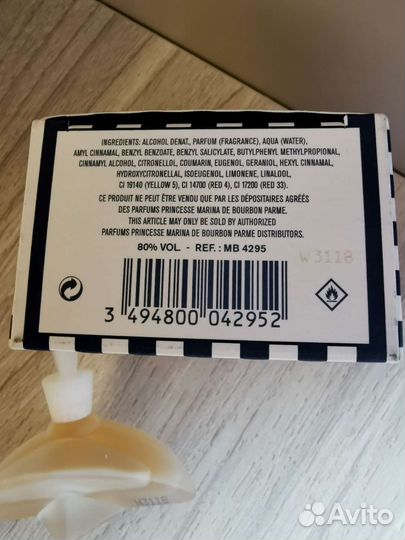 INGREDIENTS: ALCOHOL DENAT., PARFUM (FRAGRANCE), AQUA (WATER),
AMYL CINNAMAL, BENZYL BENZOATE, BENZYL SALICYLATE, BUTYLPHENYL METHYLPROPIONAL,
CINNAMYL ALCOHOL, CITRONELLOL, COUMARIN, EUGENOL, GERANIOL, HEXYL CINNAMAL,
HYDROXYCITRONELLAL, ISOEUGENOL, LIMONENE, LINALOOL,
CI 19140 (YELLOW 5), CI 14700 (RED 4), CI 17200 (RED 33).
CE PRODUIT NE PEUT ÊTRE VENDU QUE PAR LES DÉPOSITAIRES AGRÉÉS
DES PARFUMS PRINCESSE MARINA DE BOURBON PARME.
THIS ARTICLE MAY ONLY BE SOLD BY AUTHORIZED
PARFUMS PRINCESSE MARINA DE BOURBON PARME DISTRIBUTORS.
80% VOL. - REF. : MB 4295
W3118
3 494800 042952
W3118
Avito